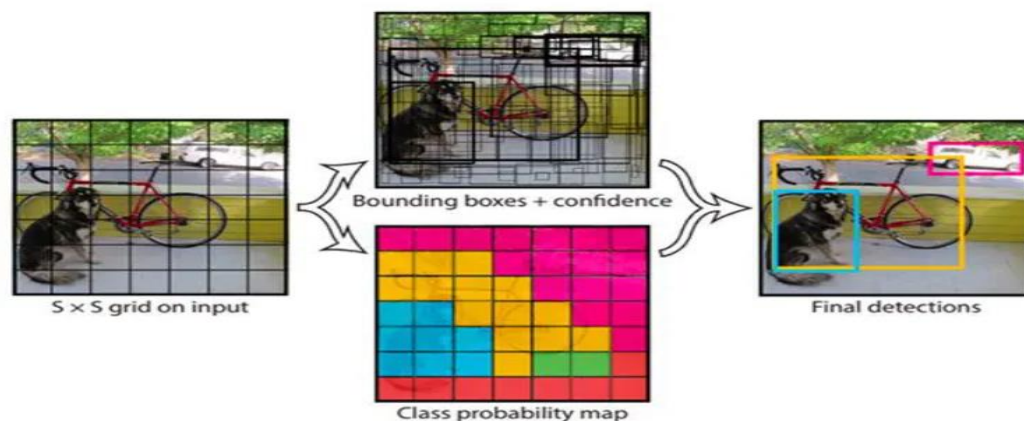 S × S grid on input
Bounding boxes + confidence
Class probability map
Final detections